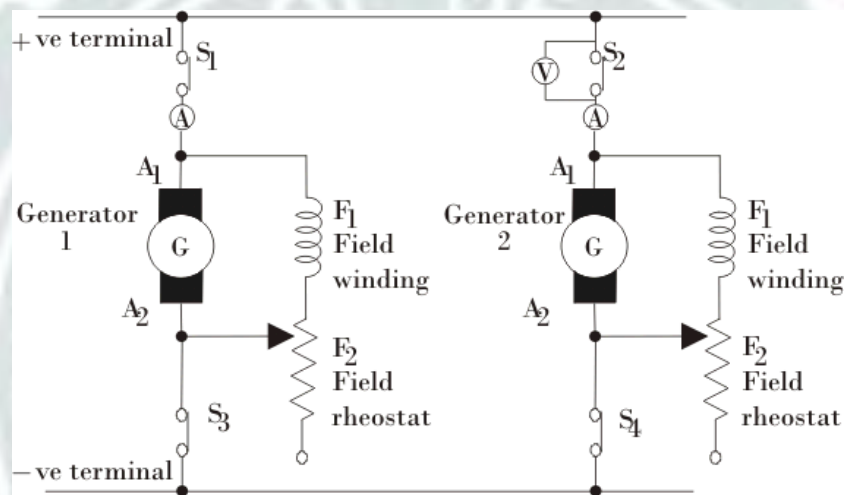 +ve terminal
S1
S2
V
A
A
A1
A1
Generator
1
G
F1
Field
winding
Generator
2
G
F1
Field
winding
A2
A2
F2
Field
rheostat
F2
Field
rheostat
S3
S4
−ve terminal